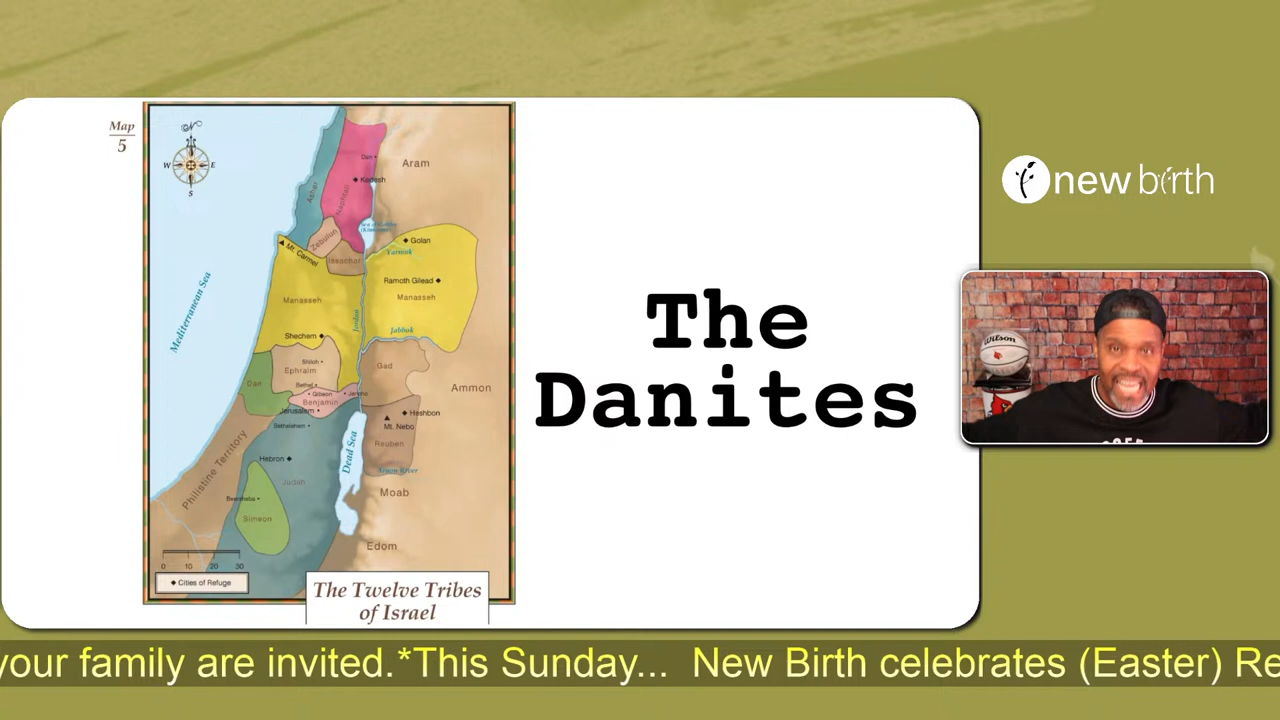 Map
5
N
W
E
S
Mediterranean Sea
Asher
Naphtali
Dan
Kedesh
Aram
Zebulun
Issachar
Mt. Carmel
Golan
Yarmuk
Ramoth Gilead
Manasseh
Manasseh
Jordan
Jabbok
Shechem
Shiloh
Ephraim
Gad
Dan
Bethel
Gibeon
Jericho
Benjamin
Jerusalem
Bethlehem
Ammon
Heshbon
Mt. Nebo
Reuben
Arnon River
Dead Sea
Hebron
Judah
Philistine Territory
Beersheba
Simeon
Moab
Edom
0 10 20 30
Cities of Refuge
The Twelve Tribes
of Israel
The
Danites
new birth
Wilson
your family are invited.*This Sunday... New Birth celebrates (Easter) Re